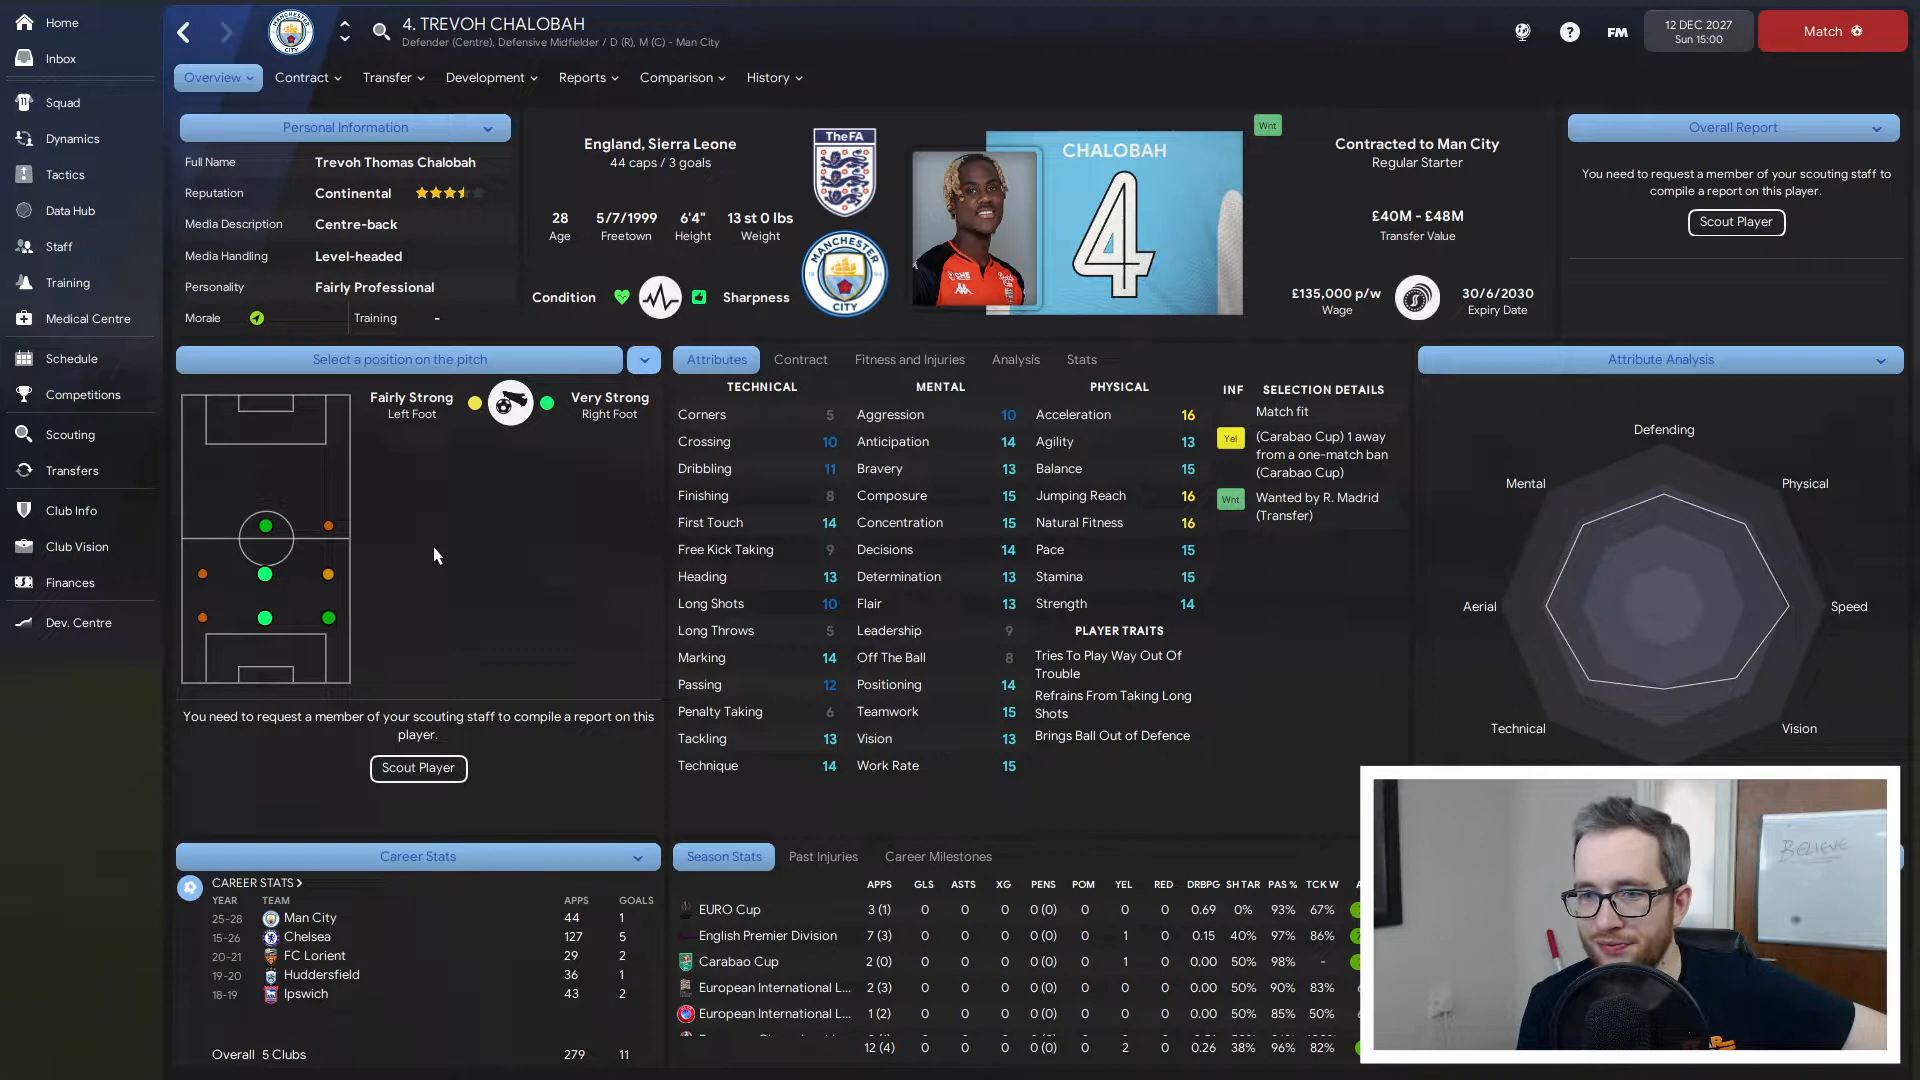 Home
Inbox
Squad
Dynamics
Tactics
Data Hub
Staff
Training
Medical Centre
Schedule
Competitions
Scouting
Transfers
Club Info
Club Vision
Finances
Dev. Centre
4. TREVOH CHALOBAH
Defender (Centre), Defensive Midfielder / D (R), M (C) - Man City
? FM
12 DEC 2027
Sun 15:00
Match
Overview Contract Transfer Development Reports Comparison History
Personal Information
Full Name Trevoh Thomas Chalobah
Reputation Continental
Media Description Centre-back
Media Handling Level-headed
Personality Fairly Professional
Morale Training -
England, Sierra Leone
44 caps / 3 goals
28 5/7/1999 6'4" 13 st 0 lbs
Age Freetown Height Weight
Condition Sharpness
The FA
MANCHESTER
CITY
CHALOBAH
4
Wnt
Contracted to Man City
Regular Starter
£40M - £48M
Transfer Value
£135,000 p/w 30/6/2030
Wage Expiry Date
Overall Report
You need to request a member of your scouting staff to
compile a report on this player.
Scout Player
Select a position on the pitch
Fairly Strong Very Strong
Left Foot Right Foot
You need to request a member of your scouting staff to compile a report on this
player.
Scout Player
Attributes Contract Fitness and Injuries Analysis Stats
TECHNICAL MENTAL PHYSICAL
Corners 5 Aggression 10 Acceleration 16
Crossing 10 Anticipation 14 Agility 13
Dribbling 11 Bravery 13 Balance 15
Finishing 8 Composure 15 Jumping Reach 16
First Touch 14 Concentration 15 Natural Fitness 16
Free Kick Taking 9 Decisions 14 Pace 15
Heading 13 Determination 13 Stamina 15
Long Shots 10 Flair 13 Strength 14
Long Throws 5 Leadership 9 PLAYER TRAITS
Marking 14 Off The Ball 8 Tries To Play Way Out Of
Trouble
Passing 12 Positioning 14 Refrains From Taking Long
Shots
Penalty Taking 6 Teamwork 15
Tackling 13 Vision 13 Brings Ball Out of Defence
Technique 14 Work Rate 15
INF SELECTION DETAILS
Match fit
Yel (Carabao Cup) 1 away
from a one-match ban
(Carabao Cup)
Wnt Wanted by R. Madrid
(Transfer)
Attribute Analysis
Defending
Mental Physical
Aerial Speed
Technical Vision
Career Stats
CAREER STATS
YEAR TEAM APPS GOALS
25-28 Man City 44 1
15-26 Chelsea 127 5
20-21 FC Lorient 29 2
19-20 Huddersfield 36 1
18-19 Ipswich 43 2
Overall 5 Clubs 279 11
Season Stats Past Injuries Career Milestones
APPS GLS ASTS XG PENS POM YEL RED DRBPG SH TAR PAS % TCK W
EURO Cup 3 (1) 0 0 0 0 (0) 0 0 0 0.69 0% 93% 67%
English Premier Division 7 (3) 0 0 0 0 (0) 0 1 0 0.15 40% 97% 86%
Carabao Cup 2 (0) 0 0 0 0 (0) 0 1 0 0.00 50% 98% -
European International L... 2 (3) 0 0 0 0 (0) 0 0 0 0.00 50% 90% 83%
European International L... 1 (2) 0 0 0 0 (0) 0 0 0 0.00 50% 85% 50%
12 (4) 0 0 0 0 (0) 0 2 0 0.26 38% 96% 82%
BELIEVE